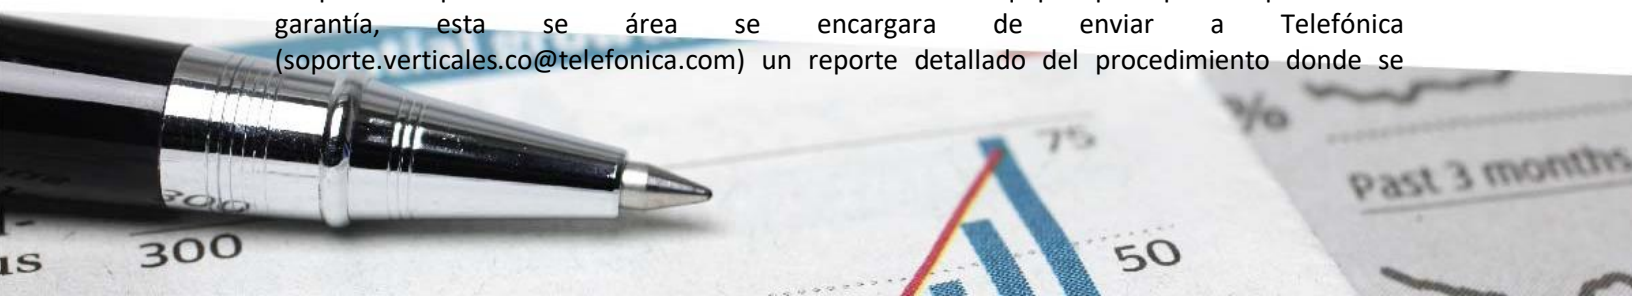 garantía, esta se área se encargara de enviar a Telefónica
(soporte.verticales.co@telefonica.com) un reporte detallado del procedimiento donde se
75
%
Past 3 months
300
50
300
us